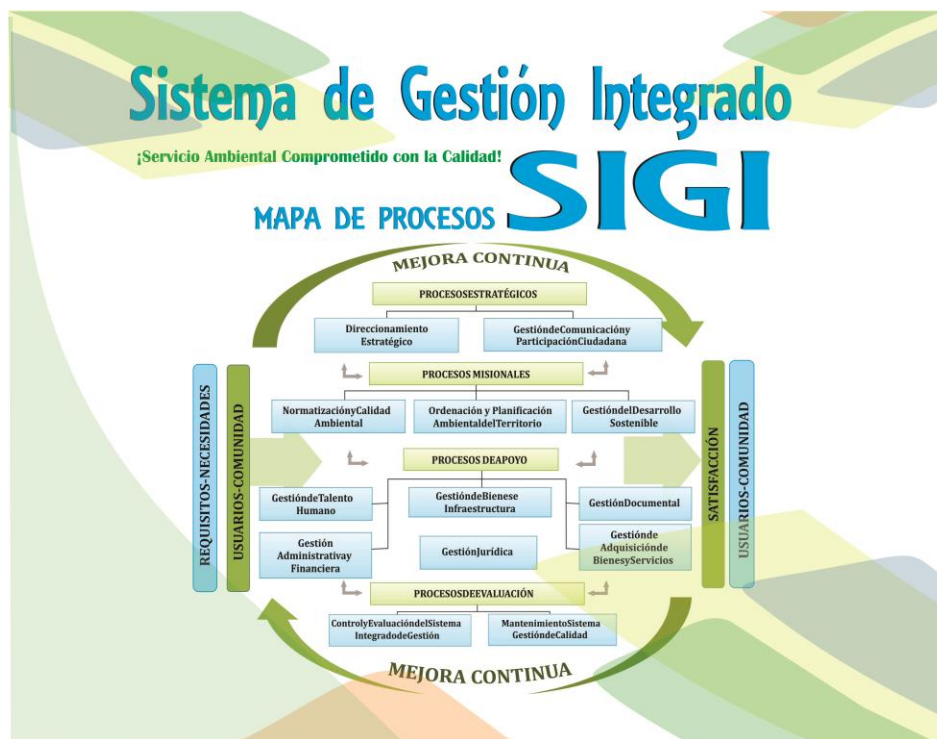 Sistema de Gestión Integrado
¡Servicio Ambiental Comprometido con la Calidad!
SIGI
MAPA DE PROCESOS
MEJORA CONTINUA
PROCESOSESTRATÉGICOS
Direccionamiento
Estratégico
GestióndeComunicacióny
ParticipaciónCiudadana
REQUISITOS-NECESIDADES
USUARIOS-COMUNIDAD
PROCESOS MISIONALES
NormatizaciónyCalidad
Ambiental
Ordenación y Planificación
AmbientaldelTerritorio
GestióndelDesarrollo
Sostenible
PROCESOS DEAPOYO
GestióndeTalento
Humano
GestióndeBienese
Infraestructura
GestiónDocumental
Gestión
Administrativay
Financiera
GestiónJurídica
Gestiónde
Adquisiciónde
BienesyServicios
SATISFACCIÓN
USUARIOS-COMUNIDAD
PROCESOSDEEVALUACIÓN
ControlyEvaluacióndelSistema
IntegradodeGestión
MantenimientoSistema
GestióndeCalidad
MEJORA CONTINUA